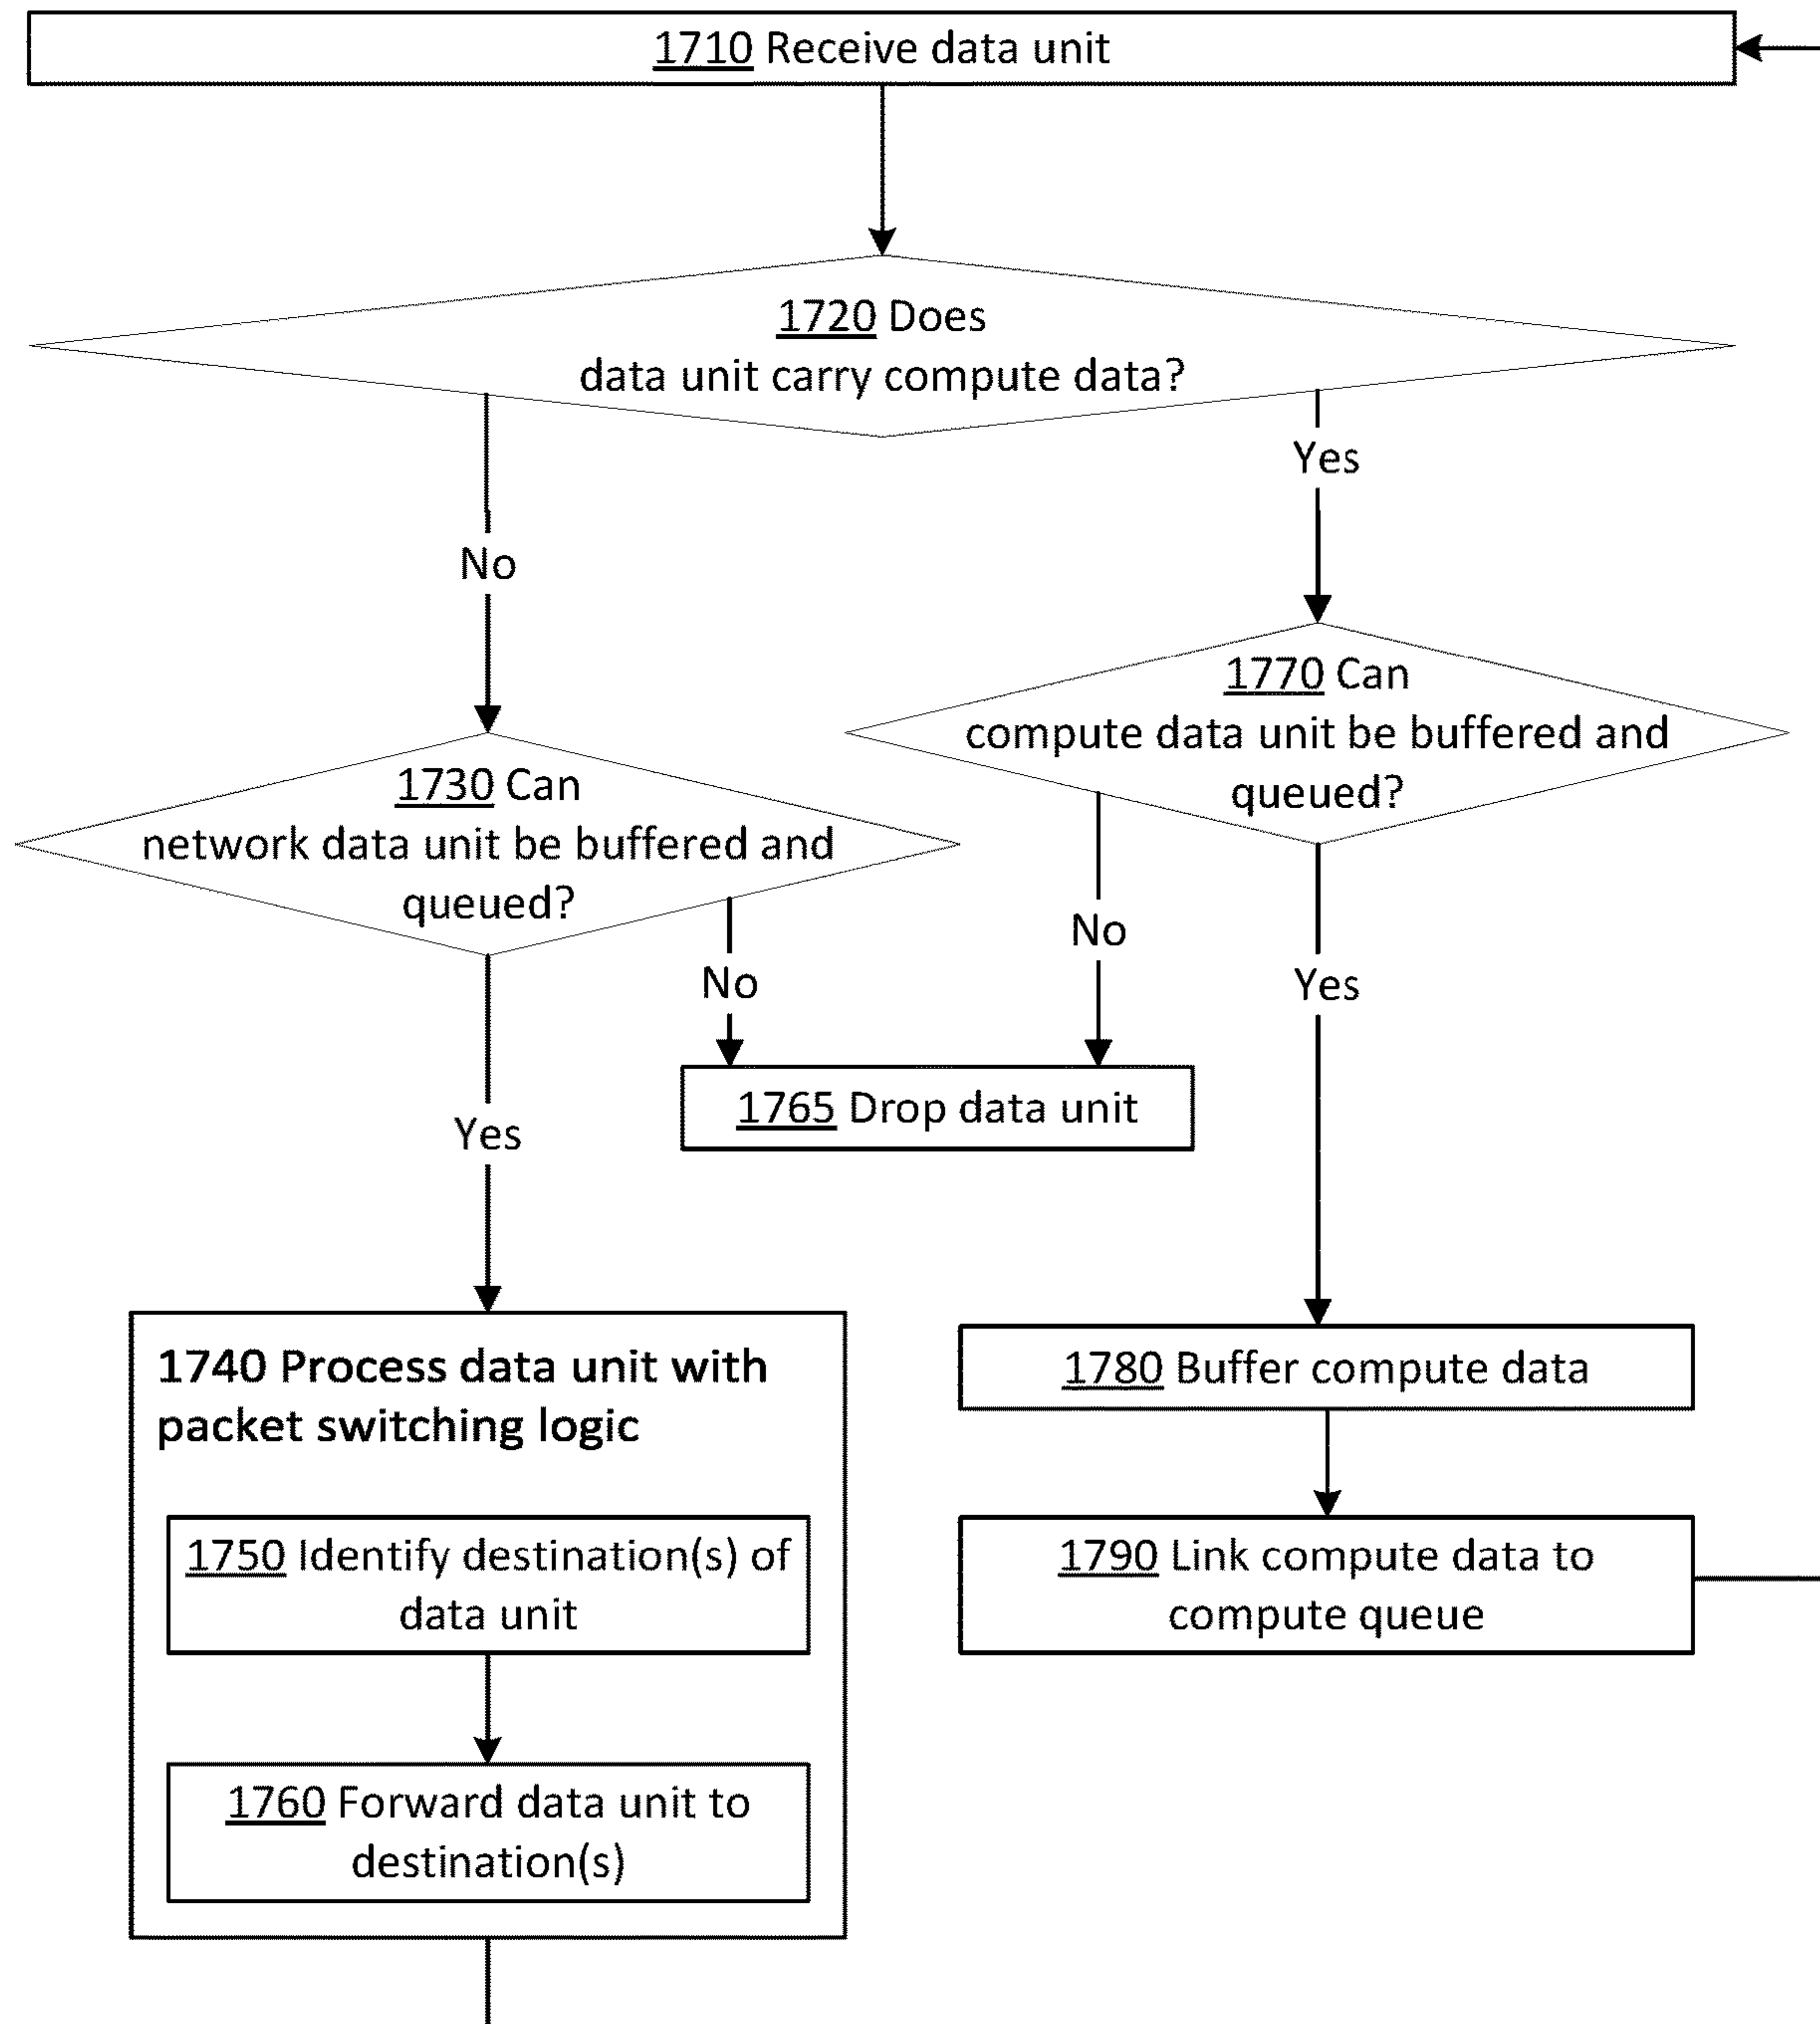 1710 Receive data unit
1720 Does
data unit carry compute data?
Yes
No
1770 Can
compute data unit be buffered and
queued?
1730 Can
network data unit be buffered and
queued?
No
No
Yes
Yes
1765 Drop data unit
1740 Process data unit with
packet switching logic
1750 Identify destination(s) of
data unit
1760 Forward data unit to
destination(s)
1780 Buffer compute data
1790 Link compute data to
compute queue